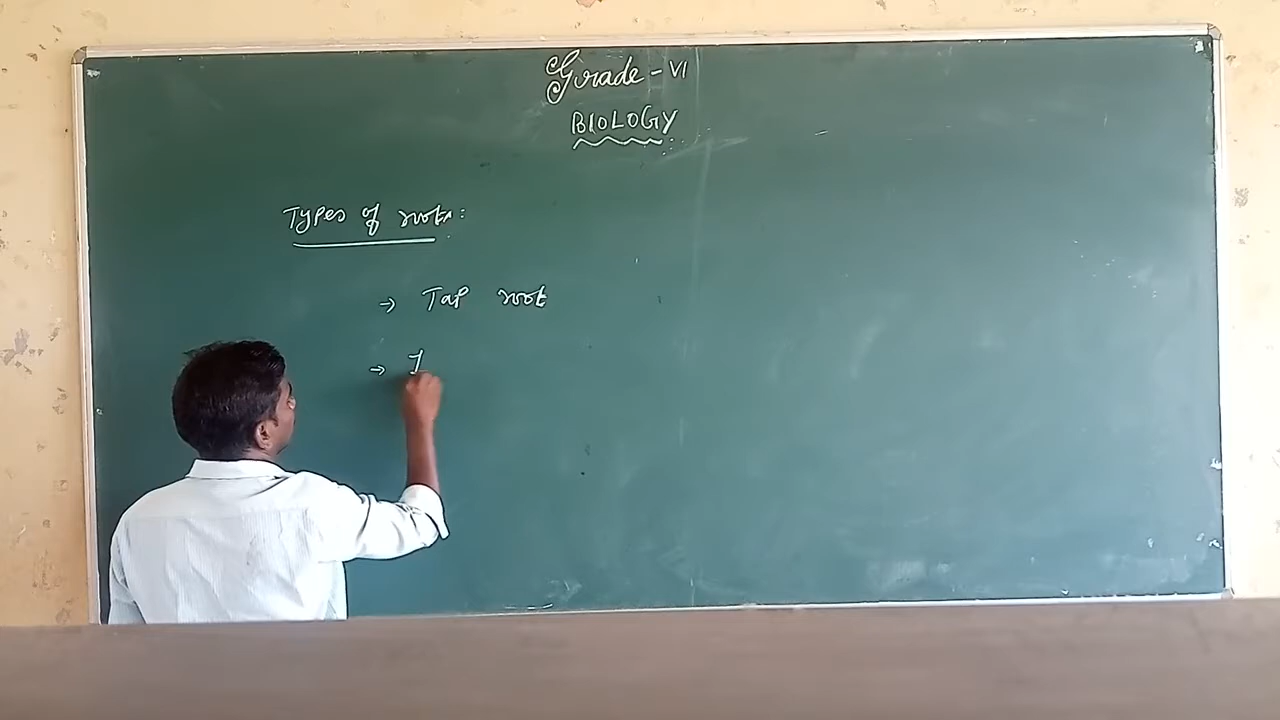 Grade - VI
BIOLOGY
Types of roots:
→ Tap root
→